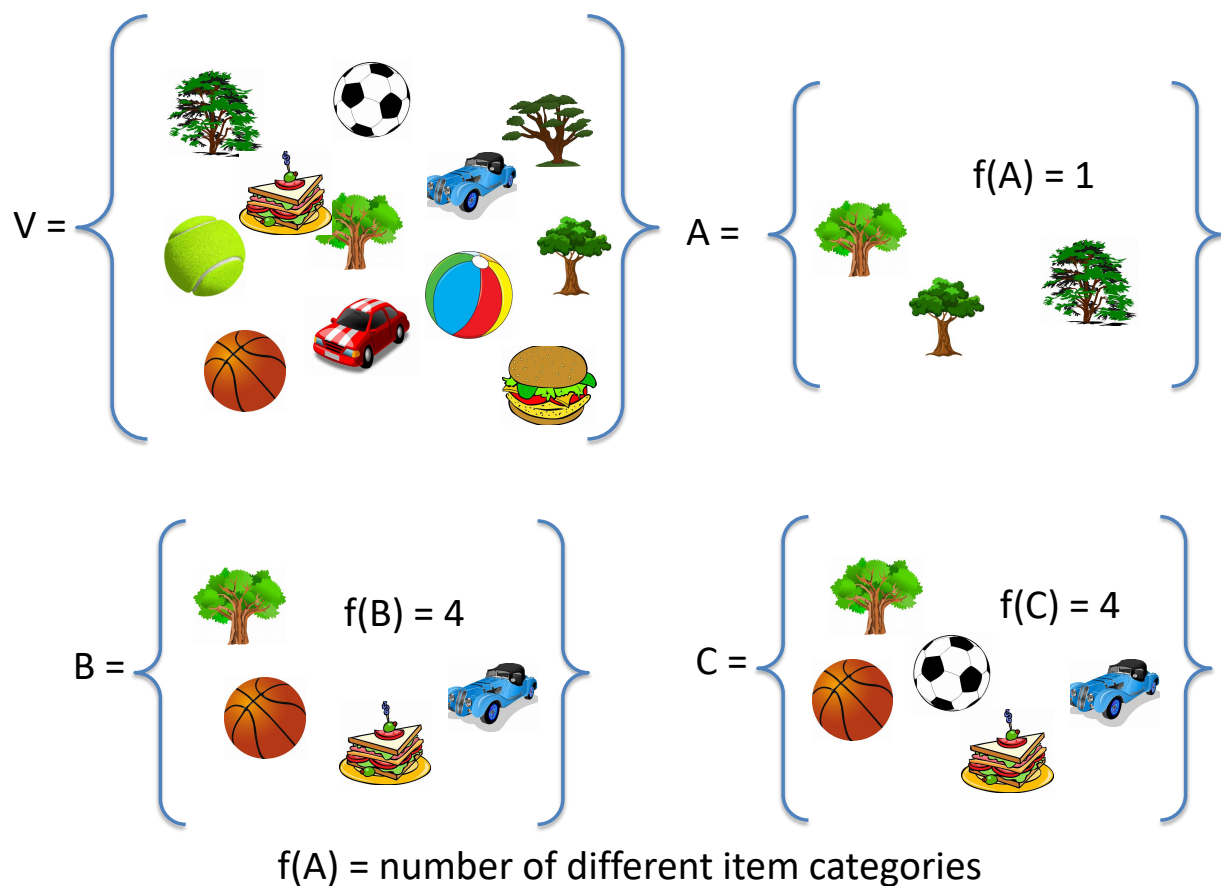 V =
A =
f(A) = 1
B =
f(B) = 4
C =
f(C) = 4
f(A) = number of different item categories